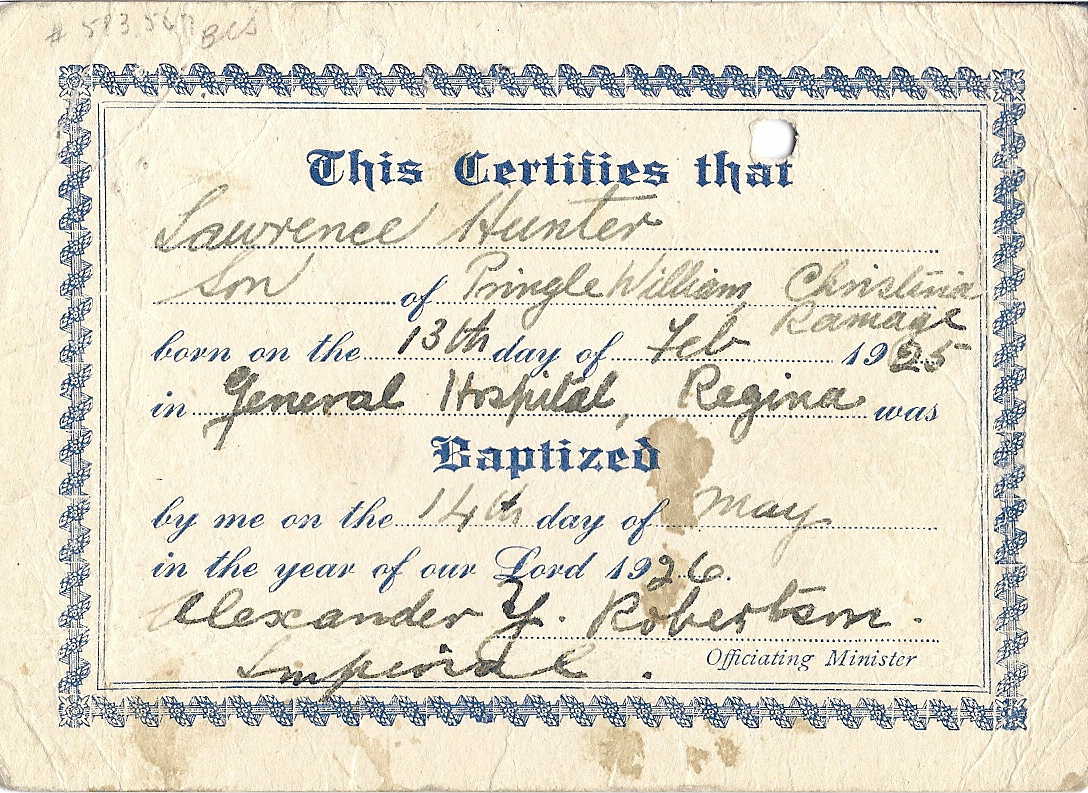 # 593.567 BCS
This Certifies that
Lawrence Hunter
Son of Pringle William, Christina
Ramage
born on the 13th day of Feb 1925
in General Hospital, Regina was
Baptized
by me on the 14th day of May
in the year of our Lord 1926.
Alexander Y. Robertson.
Officiating Minister
Imperial.